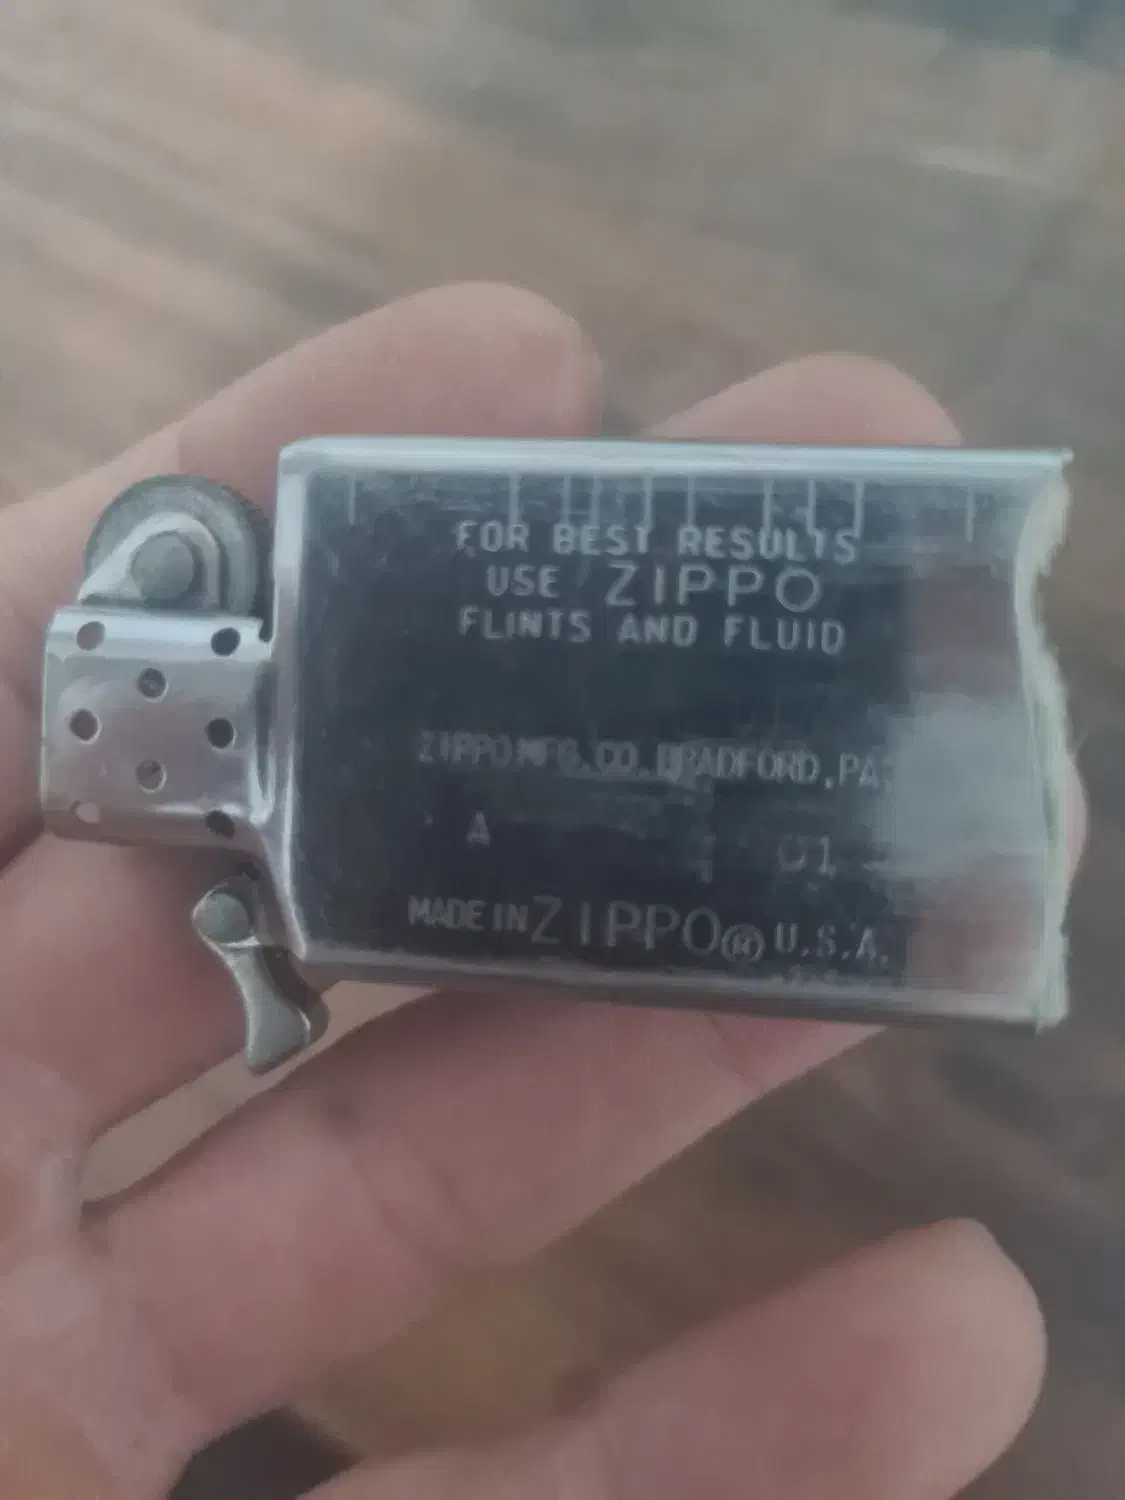 FOR BEST RESULTS
USE ZIPPO
FLINTS AND FLUID
ZIPPO MFG. CO. BRADFORD, PA.
A 01
MADE IN ZIPPO® U.S.A.